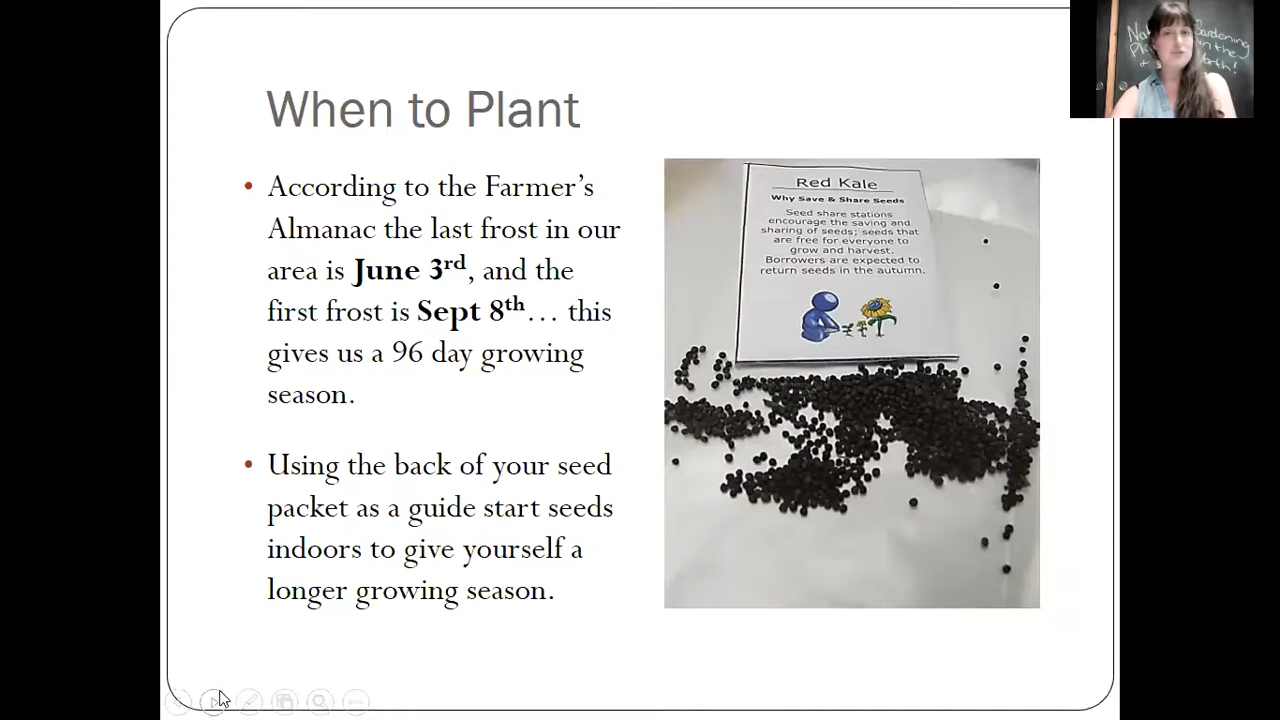 When to Plant
• According to the Farmer's
Almanac the last frost in our
area is June 3rd, and the
first frost is Sept 8th… this
gives us a 96 day growing
season.
• Using the back of your seed
packet as a guide start seeds
indoors to give yourself a
longer growing season.
Red Kale
Why Save & Share Seeds
Seed share stations
encourage the saving and
sharing of seeds; seeds that
are free for everyone to
grow and harvest.
Borrowers are expected to
return seeds in the autumn.
Gardening
in the